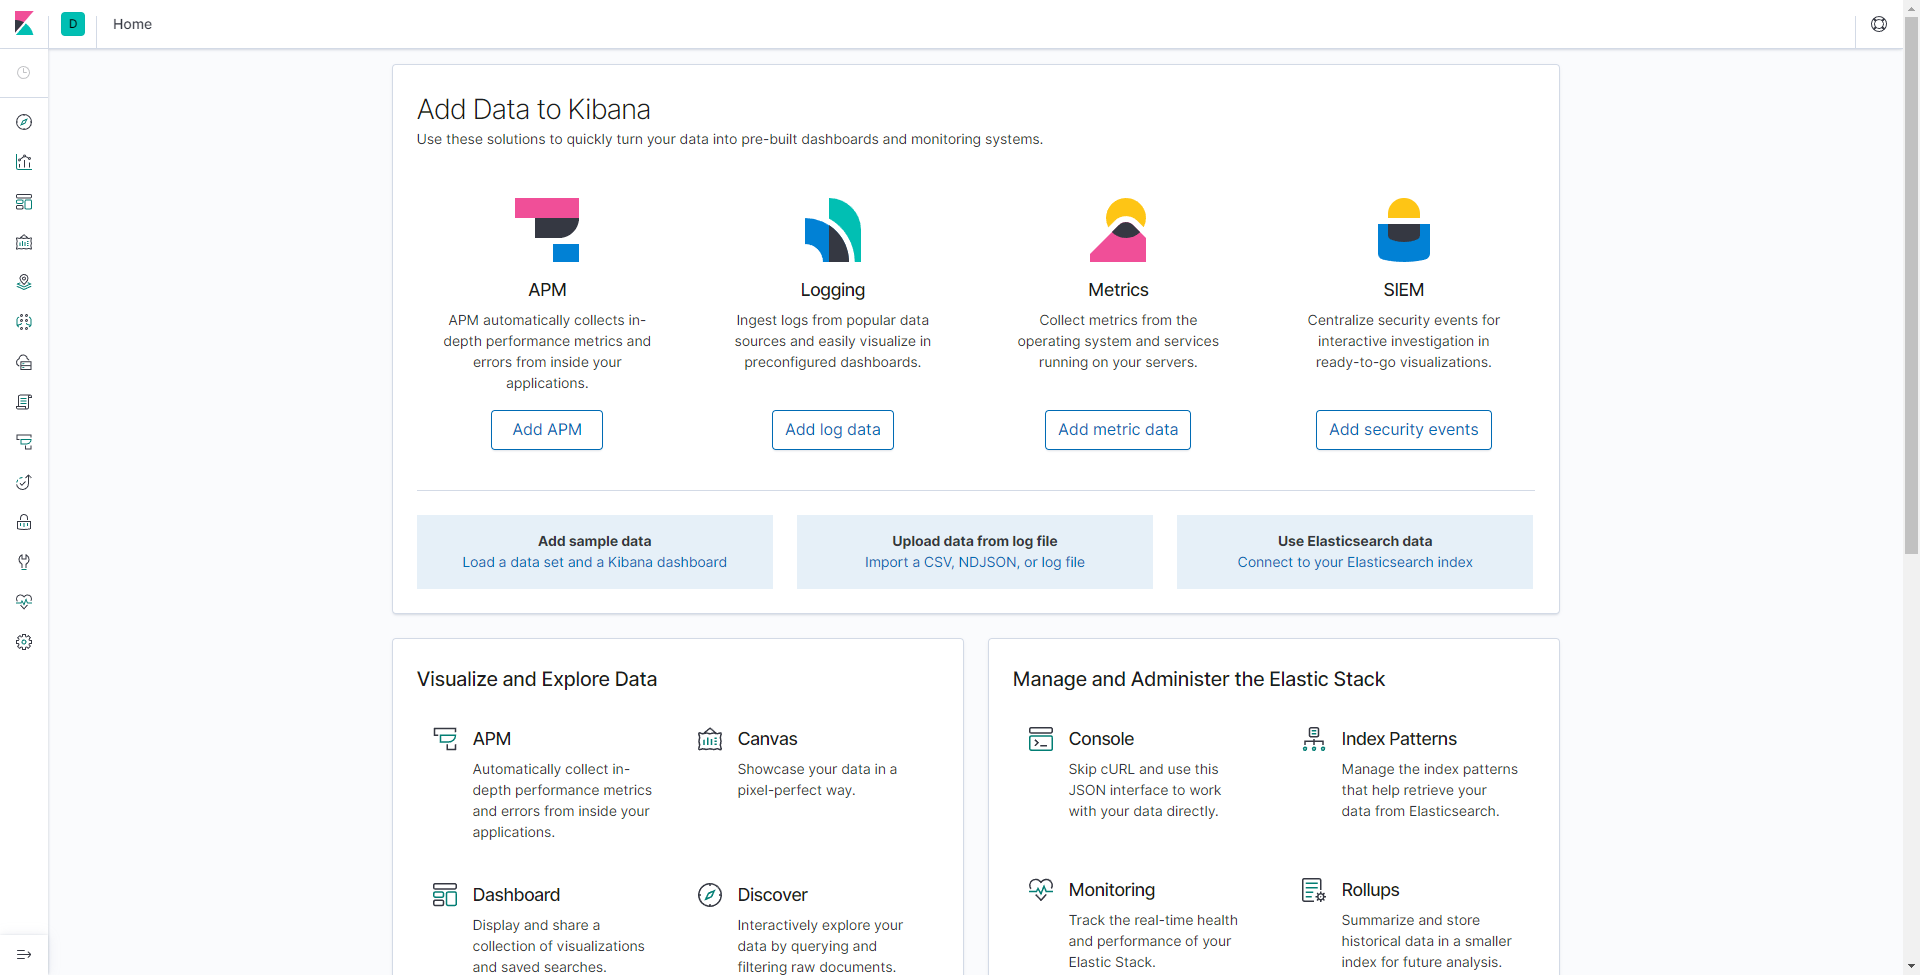 D
Home
Add Data to Kibana
Use these solutions to quickly turn your data into pre-built dashboards and monitoring systems.
APM
APM automatically collects in-
depth performance metrics and
errors from inside your
applications.
Add APM
Logging
Ingest logs from popular data
sources and easily visualize in
preconfigured dashboards.
Add log data
Metrics
Collect metrics from the
operating system and services
running on your servers.
Add metric data
SIEM
Centralize security events for
interactive investigation in
ready-to-go visualizations.
Add security events
Add sample data
Load a data set and a Kibana dashboard
Upload data from log file
Import a CSV, NDJSON, or log file
Use Elasticsearch data
Connect to your Elasticsearch index
Visualize and Explore Data
APM
Automatically collect in-
depth performance metrics
and errors from inside your
applications.
Canvas
Showcase your data in a
pixel-perfect way.
Dashboard
Display and share a
collection of visualizations
and saved searches.
Discover
Interactively explore your
data by querying and
filtering raw documents.
Manage and Administer the Elastic Stack
Console
Skip cURL and use this
JSON interface to work
with your data directly.
Index Patterns
Manage the index patterns
that help retrieve your
data from Elasticsearch.
Monitoring
Track the real-time health
and performance of your
Elastic Stack.
Rollups
Summarize and store
historical data in a smaller
index for future analysis.